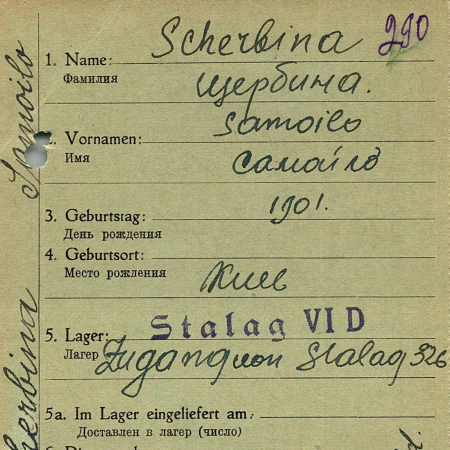 290
Scherbina
1. Name:
Фамилия
Щербина.
Samoilo
2. Vornamen:
Имя
Самойло
1901.
3. Geburtstag:
День рождения
4. Geburtsort:
Место рождения
Киев
Stalag VI D
5. Lager:
Лагерь
Zugang von Stalag 326
5a. Im Lager eingeliefert am:
Доставлен в лагерь (число)
Samoilo
Scherbina